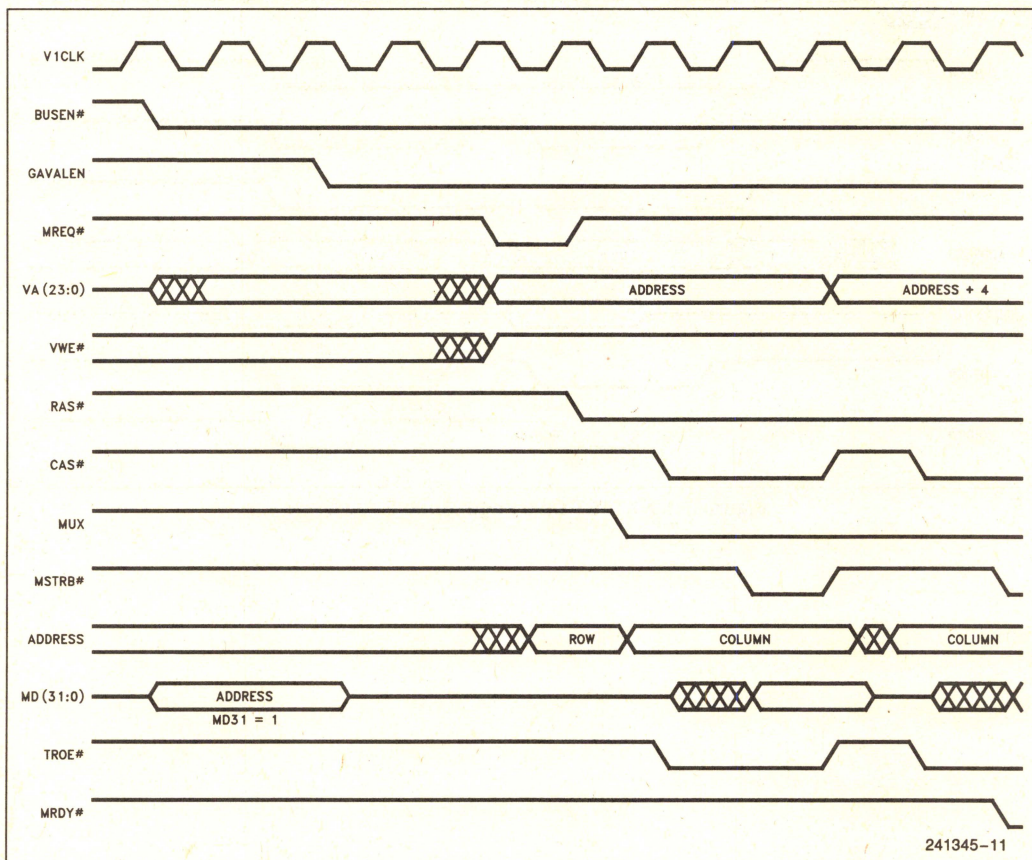 V1CLK
BUSEN#
GAVALEN
MREQ#
VA (23:0) ADDRESS ADDRESS + 4
VWE#
RAS#
CAS#
MUX
MSTRB#
ADDRESS ROW COLUMN COLUMN
MD (31:0) ADDRESS
MD31 = 1
TROE#
MRDY#
241345-11